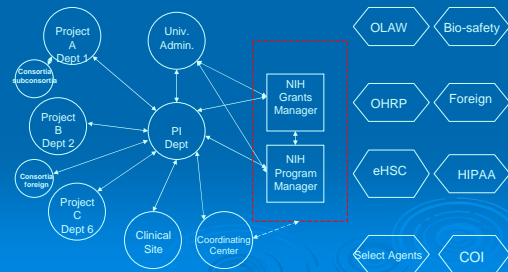 Project
A
Dept 1
Consortia
subconsortia
Project
B
Dept 2
Consortia
foreign
Project
C
Dept 6
Univ.
Admin.
PI
Dept
Clinical
Site
Coordinating
Center
NIH
Grants
Manager
NIH
Program
Manager
OLAW
Bio-safety
OHRP
Foreign
eHSC
HIPAA
Select Agents
COI